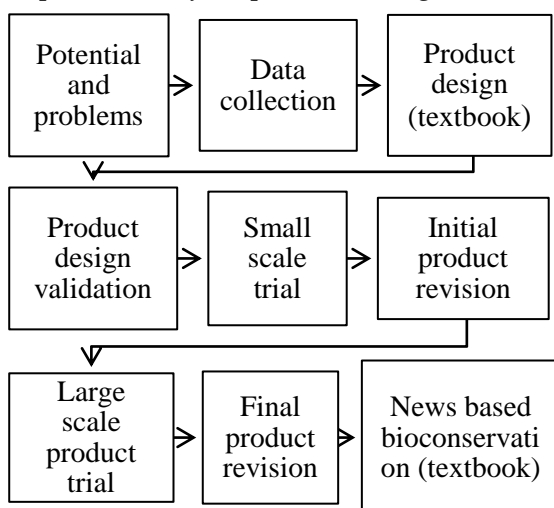 Potential
and
problems
Data
collection
Product
design
(textbook)
Product
design
validation
Small
scale
trial
Initial
product
revision
Large
scale
product
trial
Final
product
revision
News based
bioconservati
on (textbook)